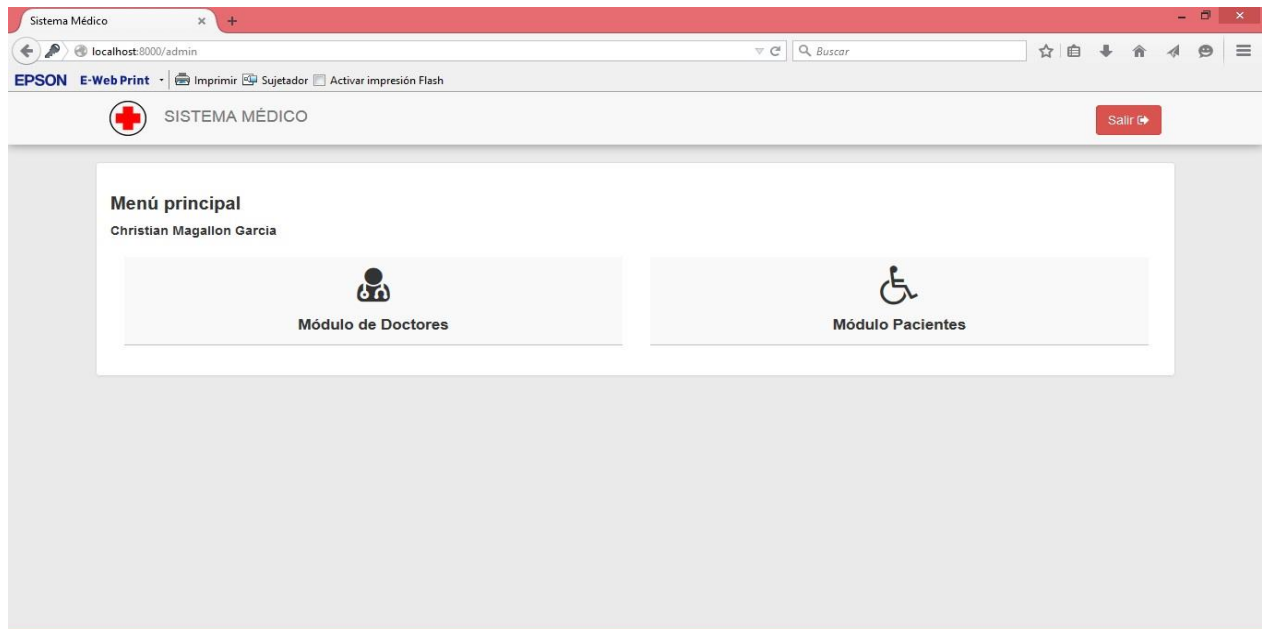 Sistema Médico
localhost:8000/admin
Buscar
EPSON E-Web Print Imprimir Sujetador Activar impresión Flash
SISTEMA MÉDICO
Salir
Menú principal
Christian Magallon Garcia
Módulo de Doctores
Módulo Pacientes